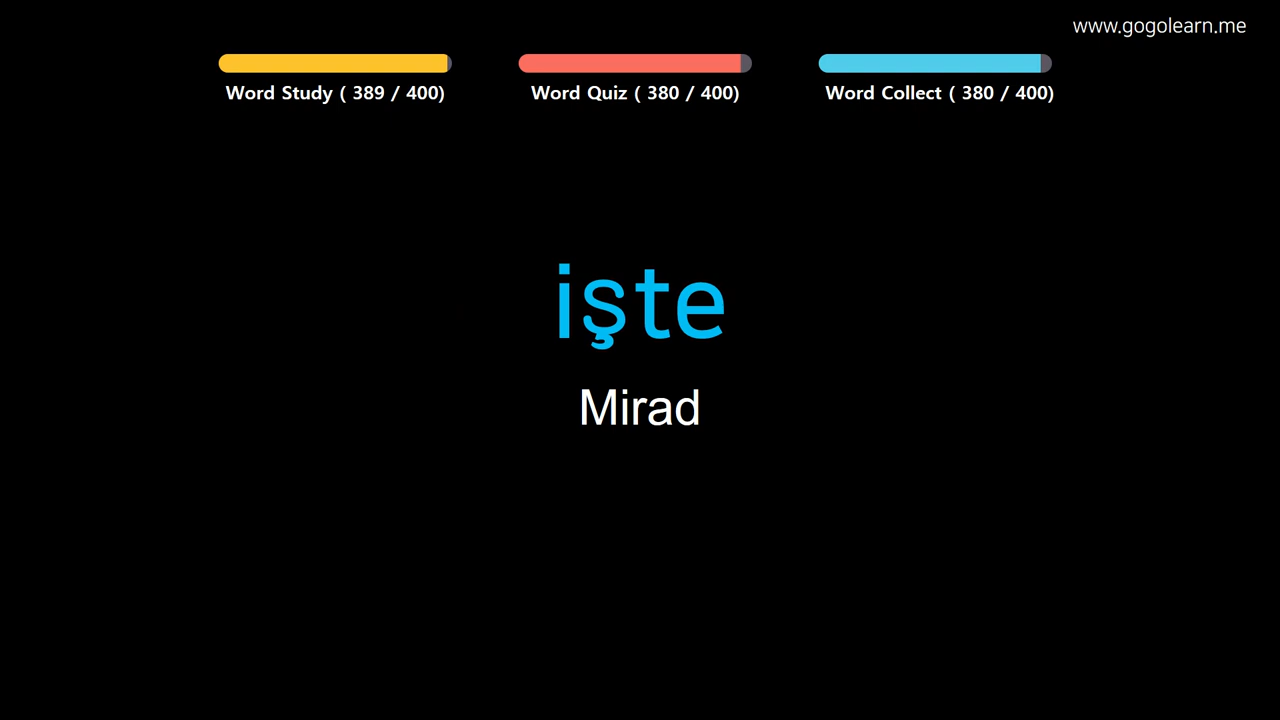 www.gogolearn.me
Word Study ( 389 / 400)
Word Quiz ( 380 / 400)
Word Collect ( 380 / 400)
işte
Mirad